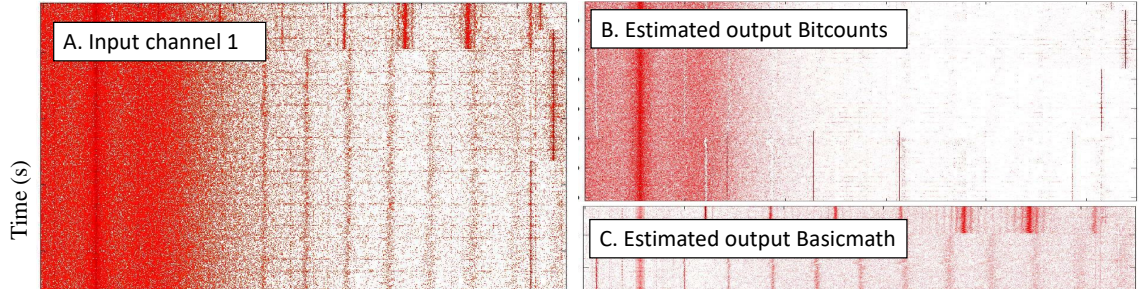 A. Input channel 1
B. Estimated output Bitcounts
C. Estimated output Basicmath
Time (s)